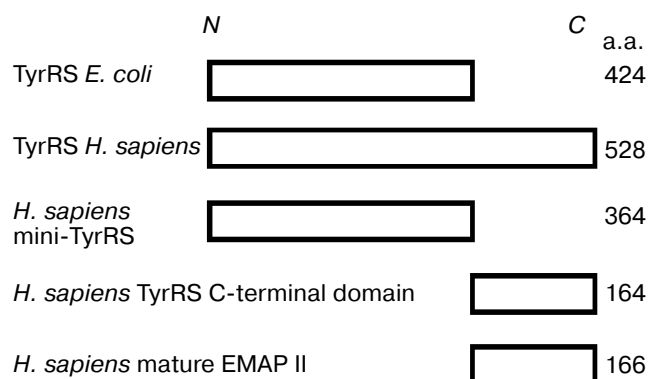 N C
a.a.
TyrRS E. coli 424
TyrRS H. sapiens 528
H. sapiens
mini-TyrRS 364
H. sapiens TyrRS C-terminal domain 164
H. sapiens mature EMAP II 166